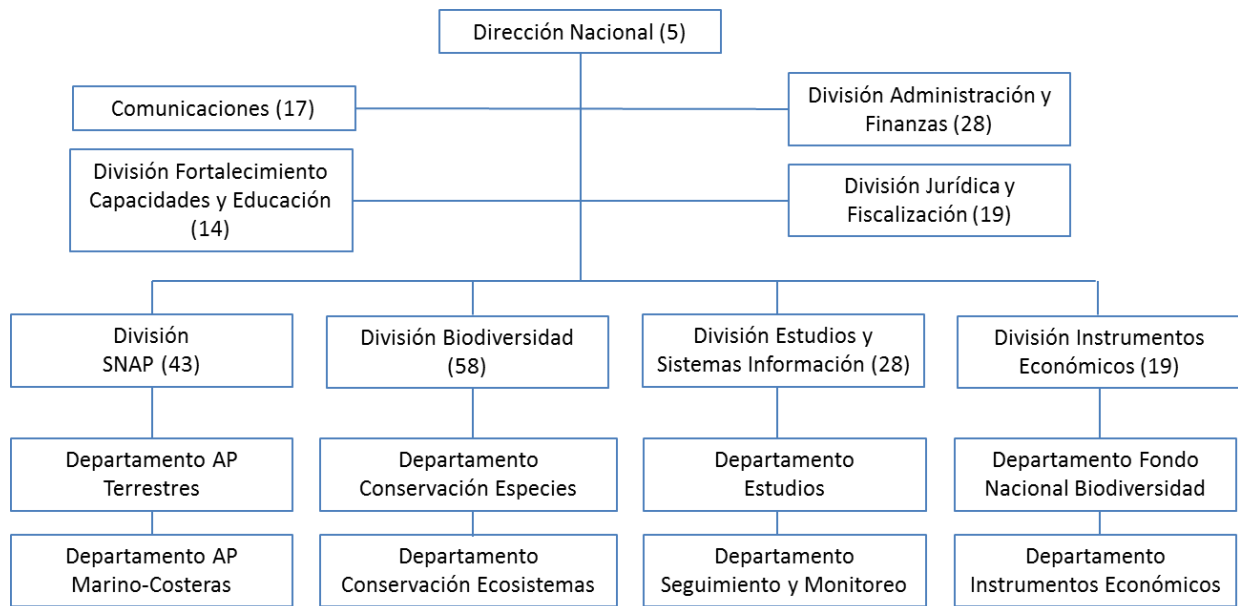 Dirección Nacional (5)
Comunicaciones (17)
División Administración y
Finanzas (28)
División Fortalecimiento
Capacidades y Educación
(14)
División Jurídica y
Fiscalización (19)
División
SNAP (43)
División Biodiversidad
(58)
División Estudios y
Sistemas Información (28)
División Instrumentos
Económicos (19)
Departamento AP
Terrestres
Departamento
Conservación Especies
Departamento
Estudios
Departamento Fondo
Nacional Biodiversidad
Departamento AP
Marino-Costeras
Departamento
Conservación Ecosistemas
Departamento
Seguimiento y Monitoreo
Departamento
Instrumentos Económicos